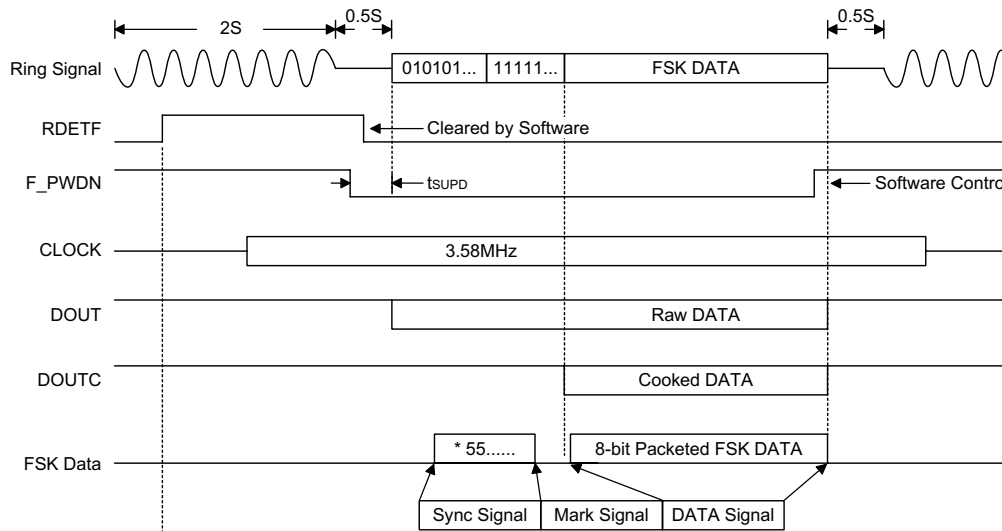 0.5S
0.5S
2S
Ring Signal
010101...
11111...
FSK DATA
RDETF
Cleared by Software
F_PWDN
tSUPD
Software Contro
CLOCK
3.58MHz
DOUT
Raw DATA
DOUTC
Cooked DATA
FSK Data
* 55......
8-bit Packeted FSK DATA
Sync Signal
Mark Signal
DATA Signal